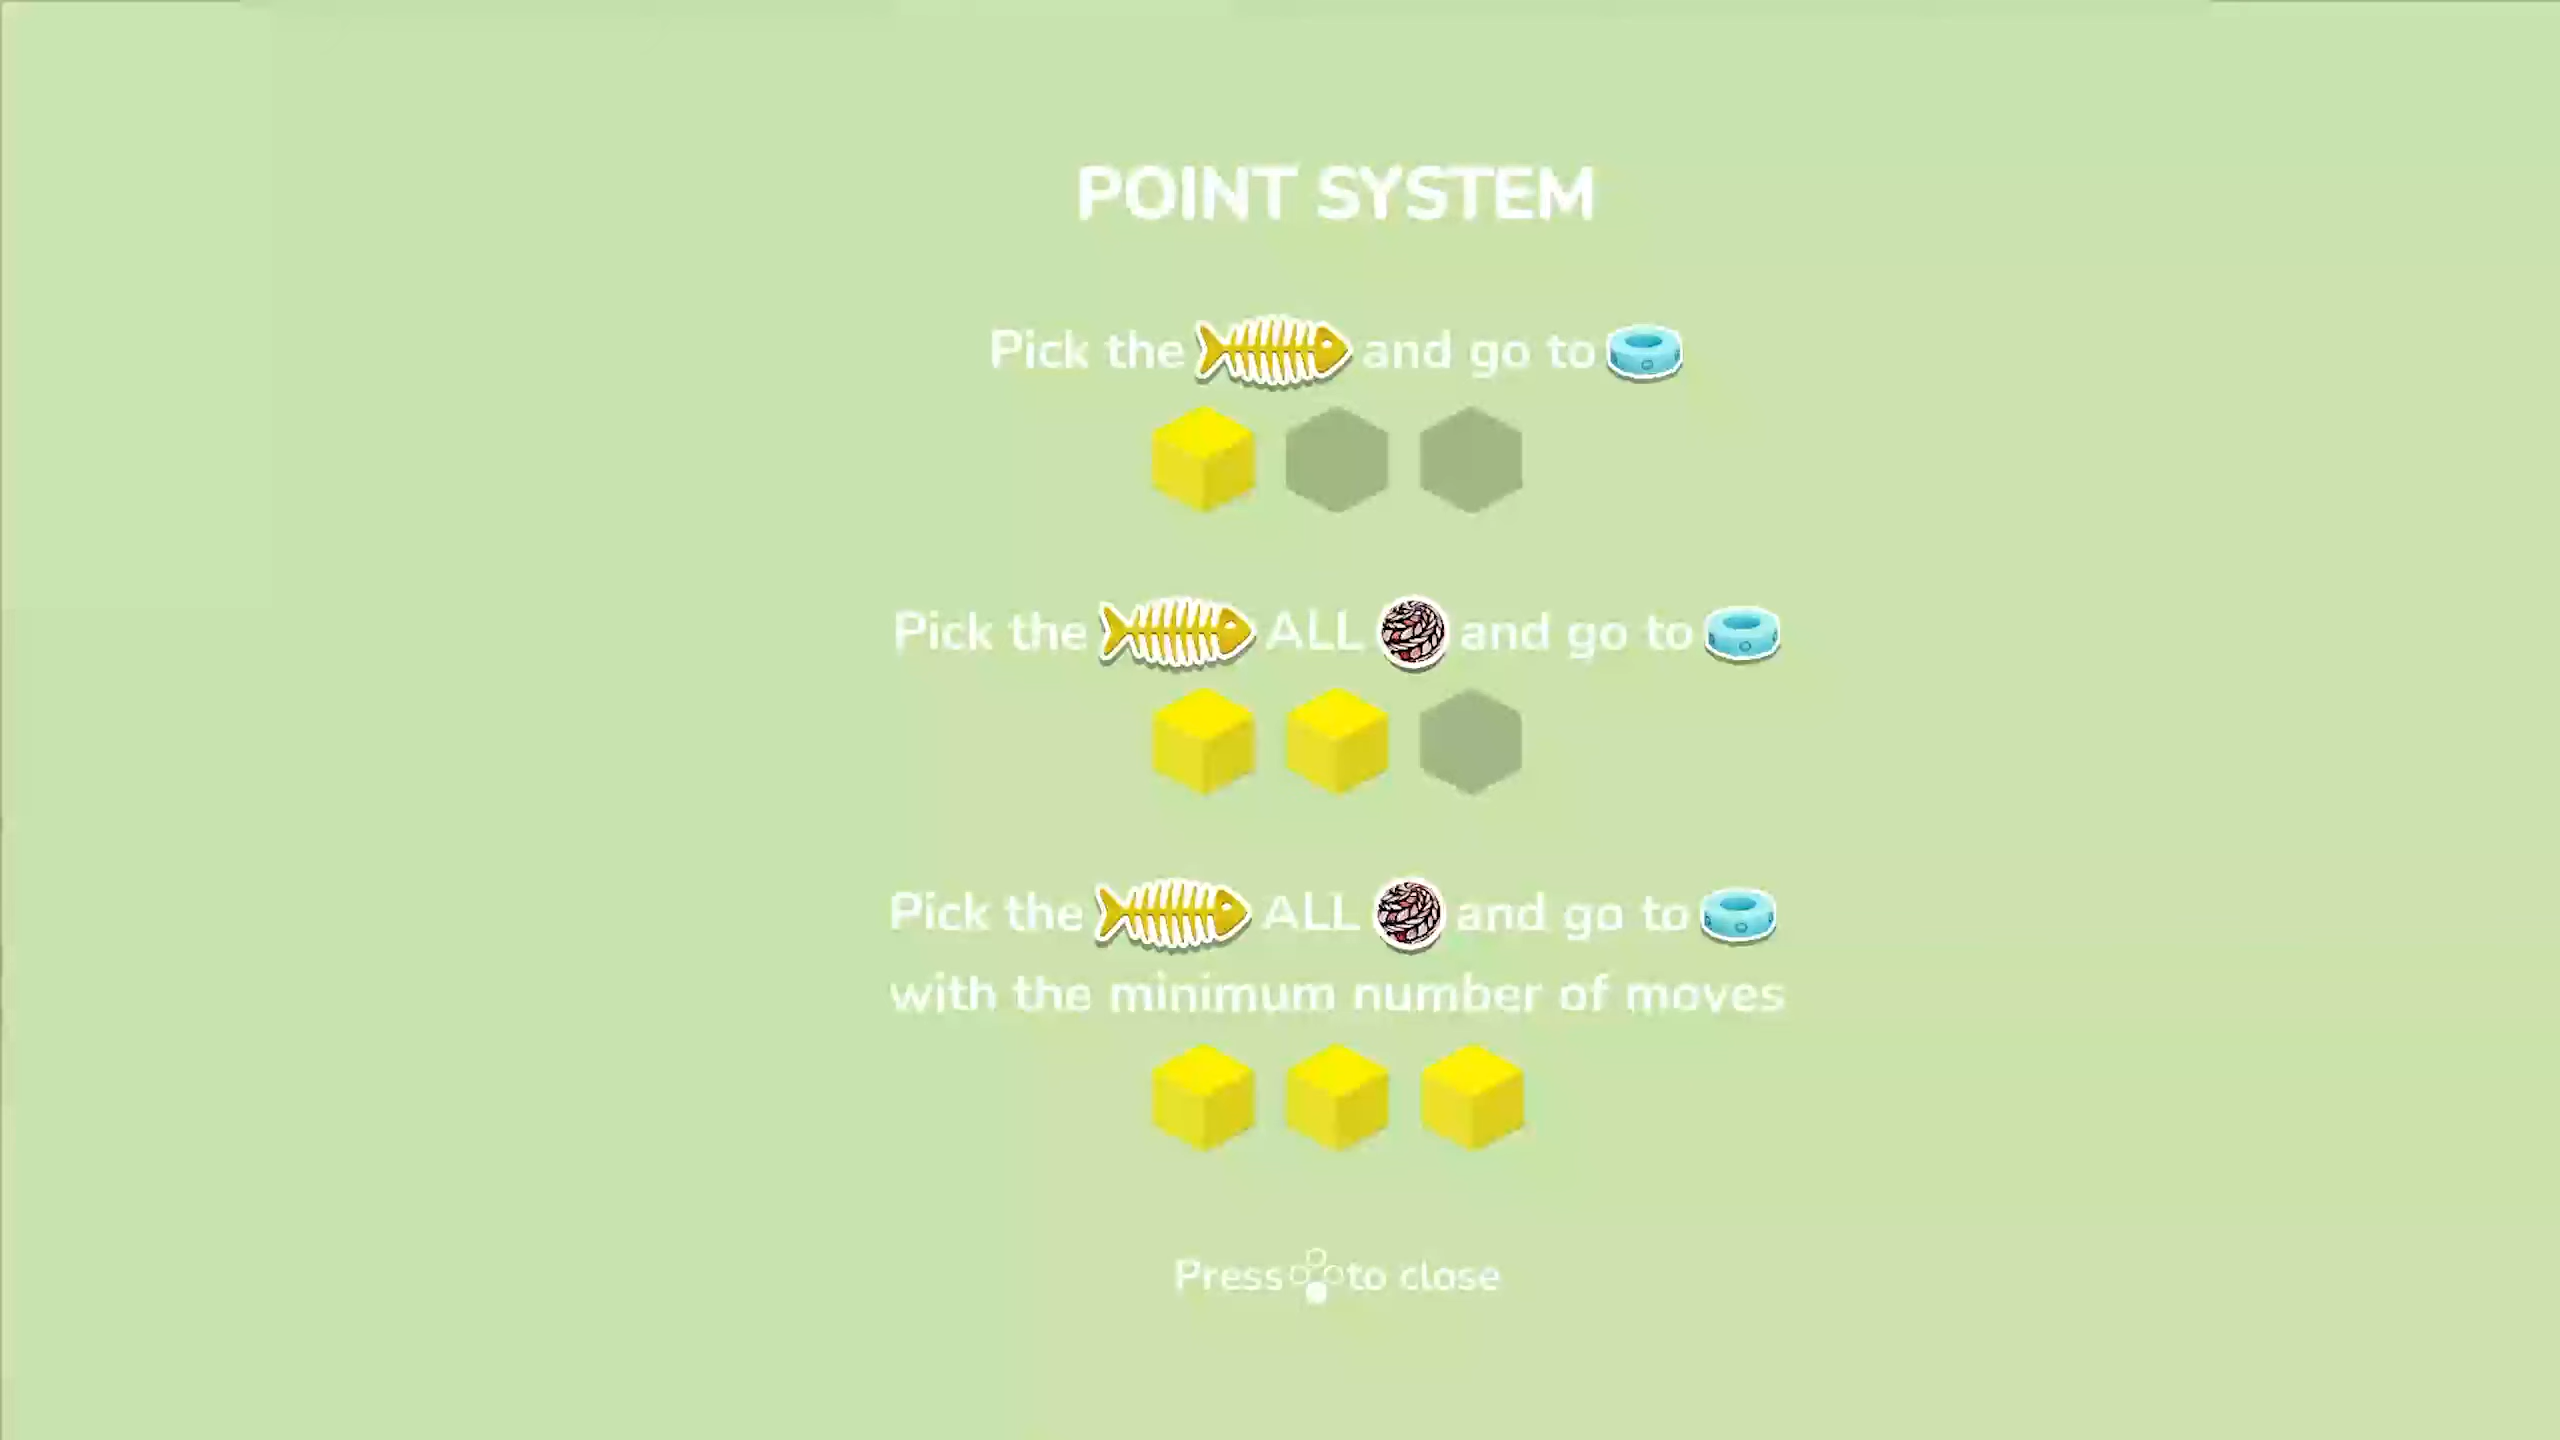 POINT SYSTEM
Pick the and go to
Pick the ALL and go to
Pick the ALL and go to
with the minimum number of moves
Press to close